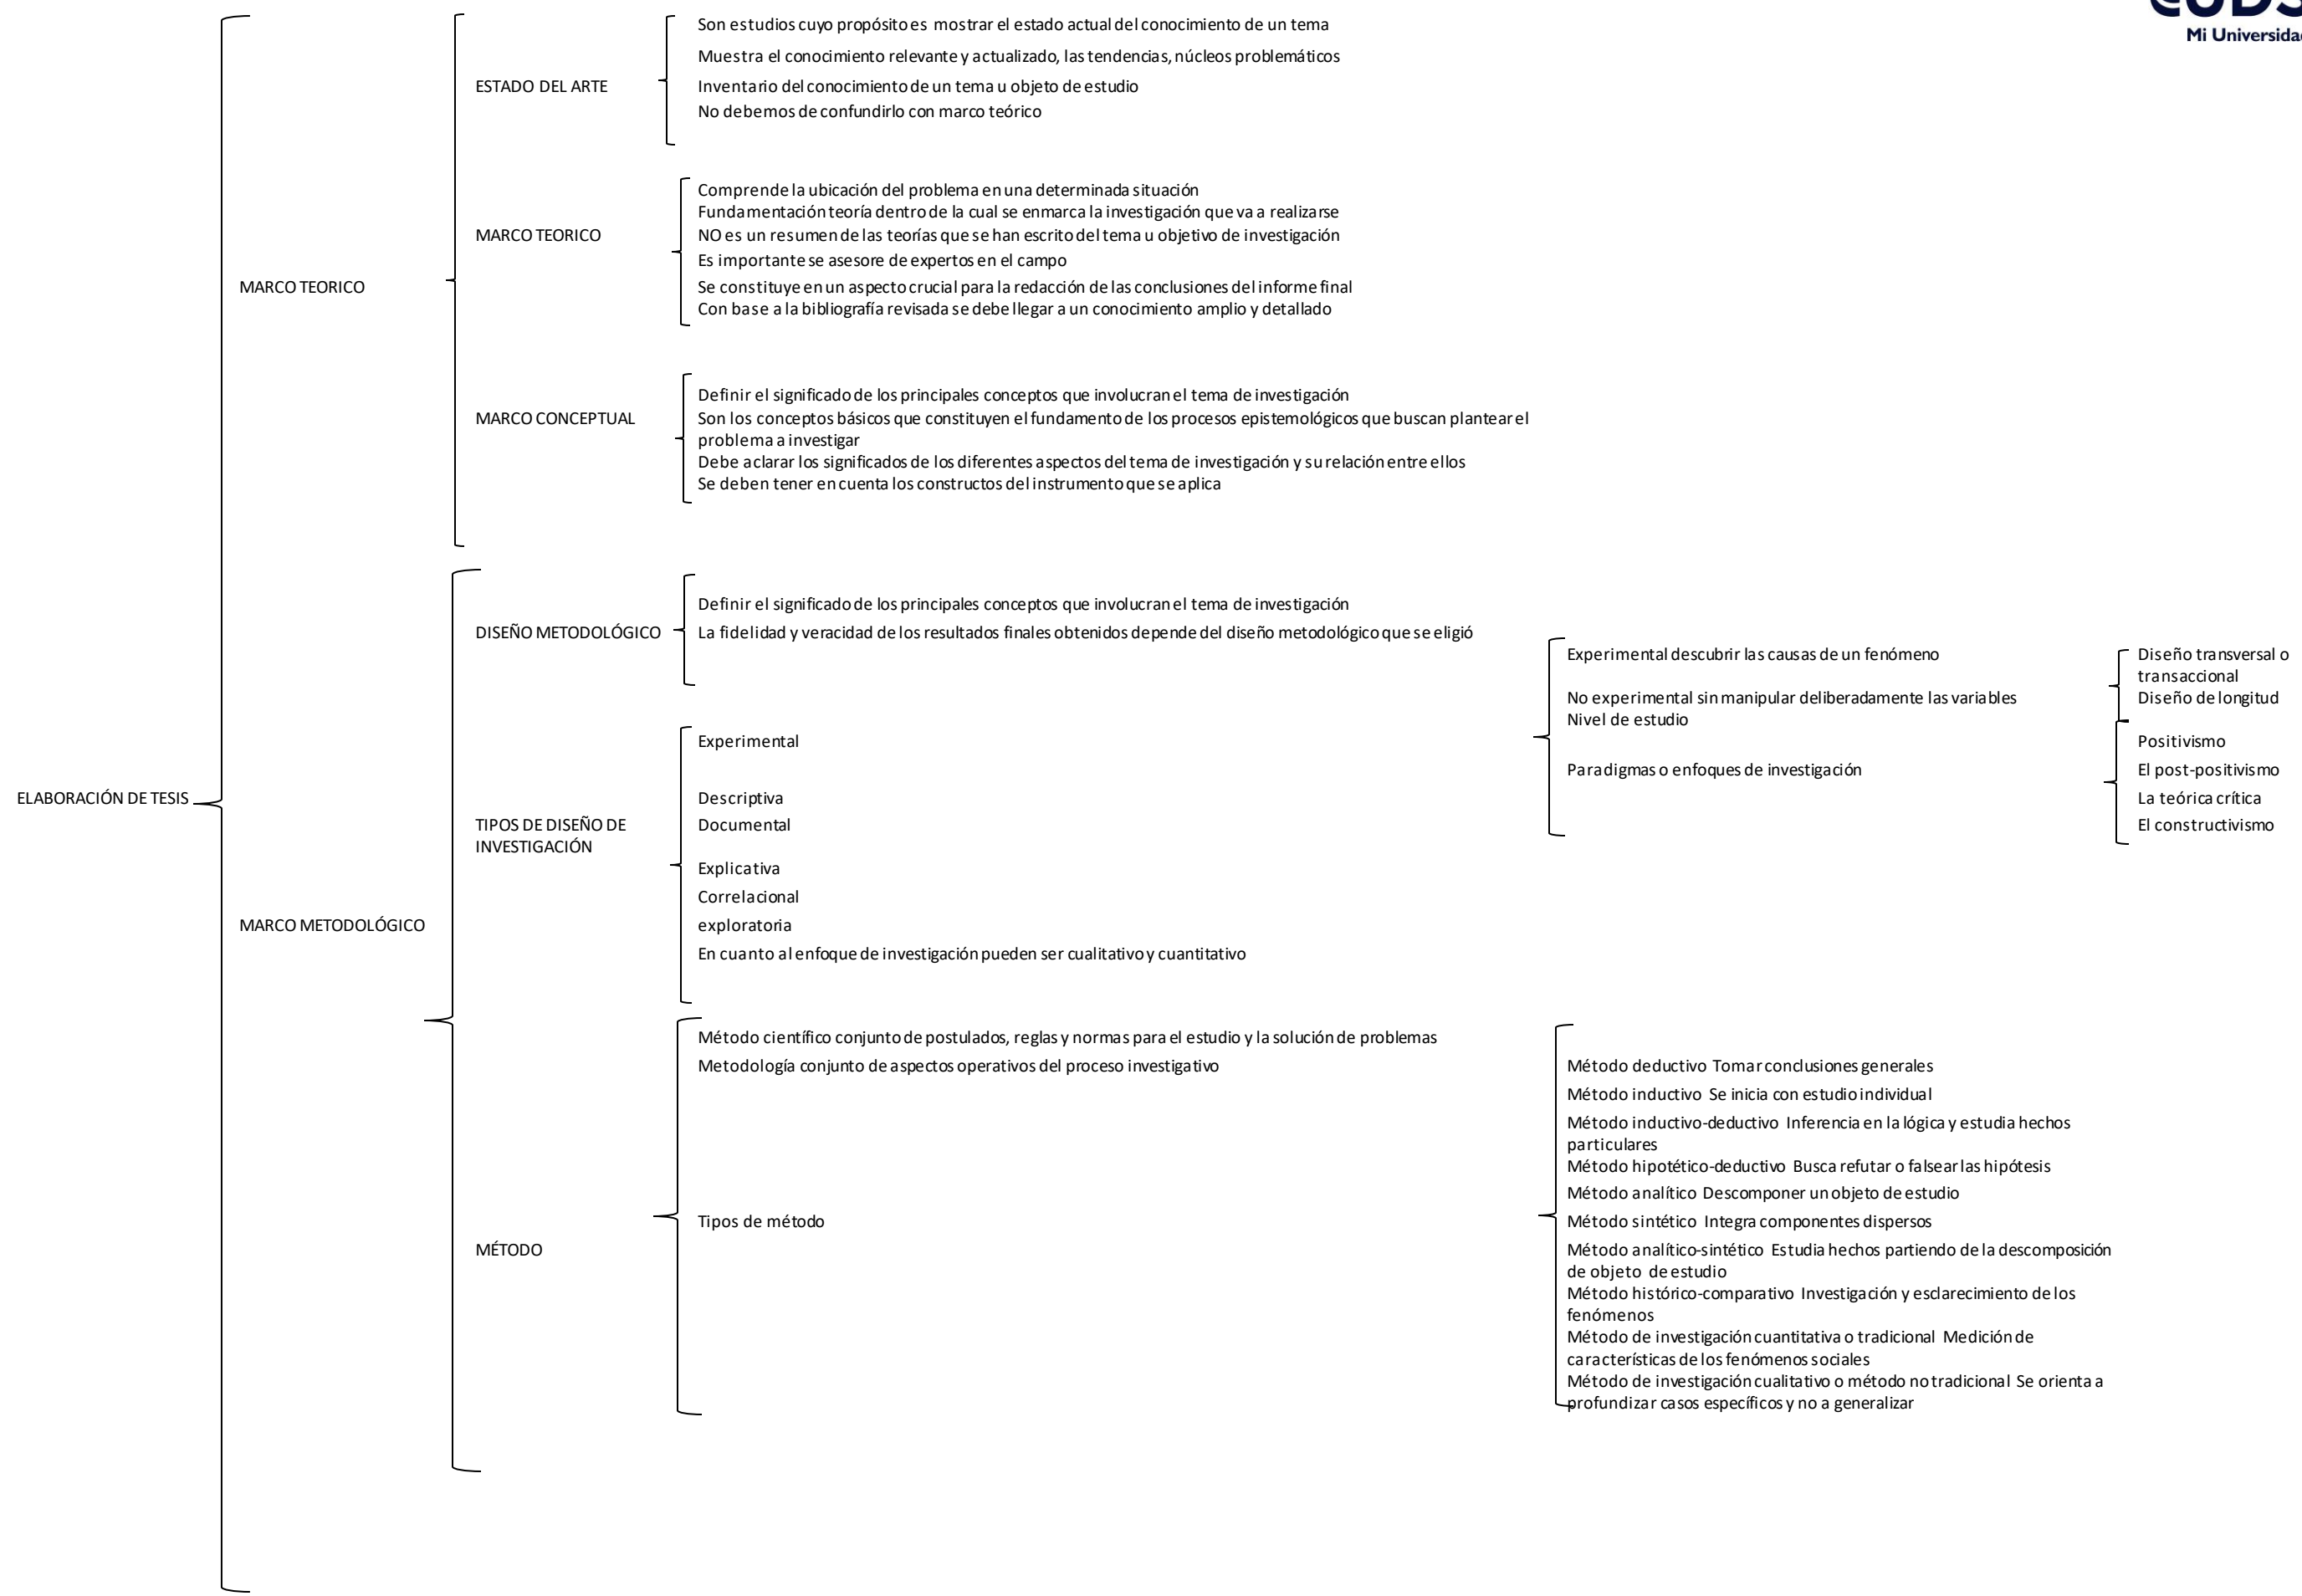 Mi Universidad
ELABORACIÓN DE TESIS
MARCO TEORICO
ESTADO DEL ARTE
Son estudios cuyo propósito es mostrar el estado actual del conocimiento de un tema
Muestra el conocimiento relevante y actualizado, las tendencias, núcleos problemáticos
Inventario del conocimiento de un tema u objeto de estudio
No debemos de confundirlo con marco teórico
MARCO TEORICO
Comprende la ubicación del problema en una determinada situación
Fundamentación teoría dentro de la cual se enmarca la investigación que va a realizarse
NO es un resumen de las teorías que se han escrito del tema u objetivo de investigación
Es importante se asesore de expertos en el campo
Se constituye en un aspecto crucial para la redacción de las conclusiones del informe final
Con base a la bibliografía revisada se debe llegar a un conocimiento amplio y detallado
MARCO CONCEPTUAL
Definir el significado de los principales conceptos que involucran el tema de investigación
Son los conceptos básicos que constituyen el fundamento de los procesos epistemológicos que buscan plantear el
problema a investigar
Debe aclarar los significados de los diferentes aspectos del tema de investigación y su relación entre ellos
Se deben tener en cuenta los constructos del instrumento que se aplica
MARCO METODOLÓGICO
DISEÑO METODOLÓGICO
Definir el significado de los principales conceptos que involucran el tema de investigación
La fidelidad y veracidad de los resultados finales obtenidos depende del diseño metodológico que se eligió
TIPOS DE DISEÑO DE
INVESTIGACIÓN
Experimental
Descriptiva
Documental
Explicativa
Correlacional
exploratoria
En cuanto al enfoque de investigación pueden ser cualitativo y cuantitativo
Experimental descubrir las causas de un fenómeno
No experimental sin manipular deliberadamente las variables
Nivel de estudio
Paradigmas o enfoques de investigación
Diseño transversal o
transaccional
Diseño de longitud
Positivismo
El post-positivismo
La teórica crítica
El constructivismo
MÉTODO
Método científico conjunto de postulados, reglas y normas para el estudio y la solución de problemas
Metodología conjunto de aspectos operativos del proceso investigativo
Tipos de método
Método deductivo Tomar conclusiones generales
Método inductivo Se inicia con estudio individual
Método inductivo-deductivo Inferencia en la lógica y estudia hechos
particulares
Método hipotético-deductivo Busca refutar o falsear las hipótesis
Método analítico Descomponer un objeto de estudio
Método sintético Integra componentes dispersos
Método analítico-sintético Estudia hechos partiendo de la descomposición
de objeto de estudio
Método histórico-comparativo Investigación y esclarecimiento de los
fenómenos
Método de investigación cuantitativa o tradicional Medición de
características de los fenómenos sociales
Método de investigación cualitativo o método no tradicional Se orienta a
profundizar casos específicos y no a generalizar